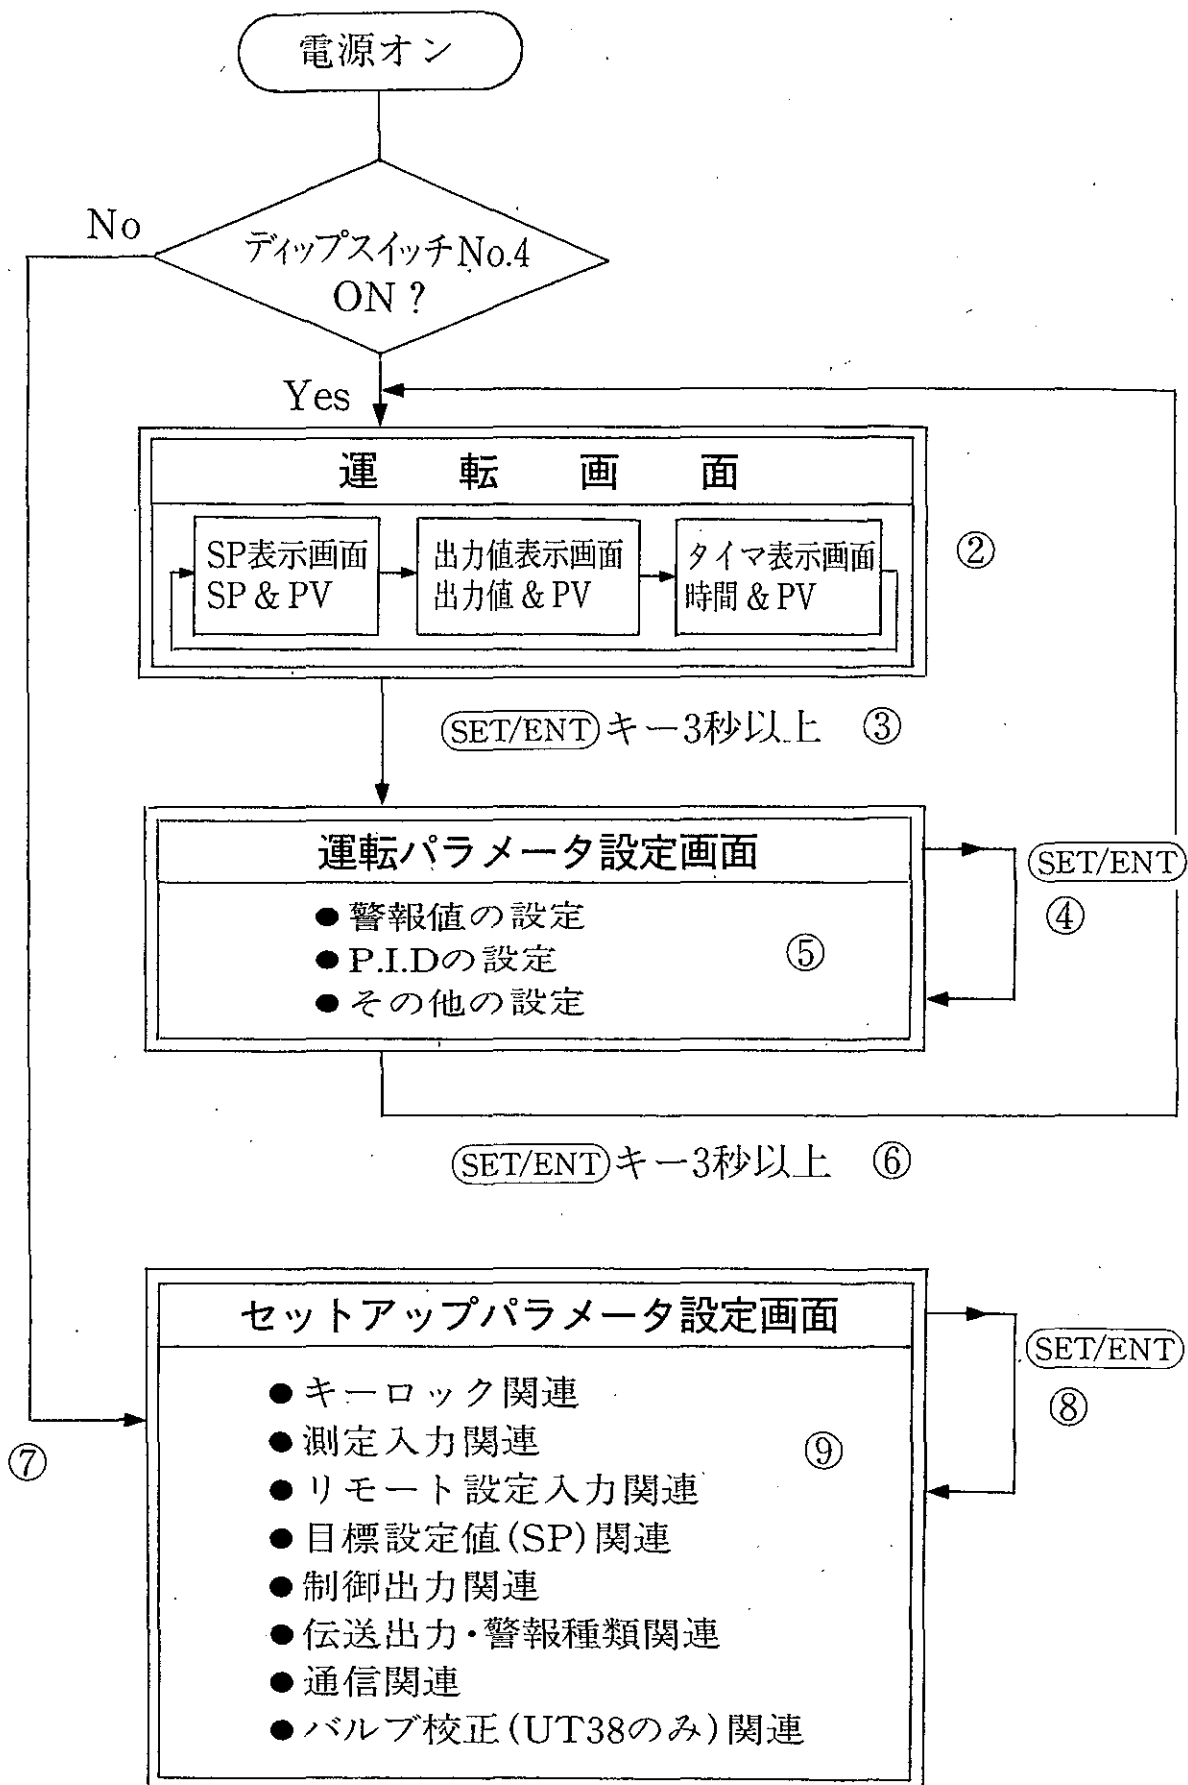 電源オン
No
ディップスイッチNo.4
ON?
Yes
運転画面
SP表示画面
SP & PV
出力値表示画面
出力値 & PV
タイマ表示画面
時間 & PV
②
SET/ENT キー3秒以上 ③
運転パラメータ設定画面
●警報値の設定
●P.I.Dの設定
●その他の設定
⑤
SET/ENT
④
SET/ENT キー3秒以上 ⑥
セットアップパラメータ設定画面
●キーロック関連
●測定入力関連
●リモート設定入力関連
●目標設定値(SP)関連
●制御出力関連
●伝送出力・警報種類関連
●通信関連
●バルブ校正(UT38のみ)関連
⑨
SET/ENT
⑧
⑦